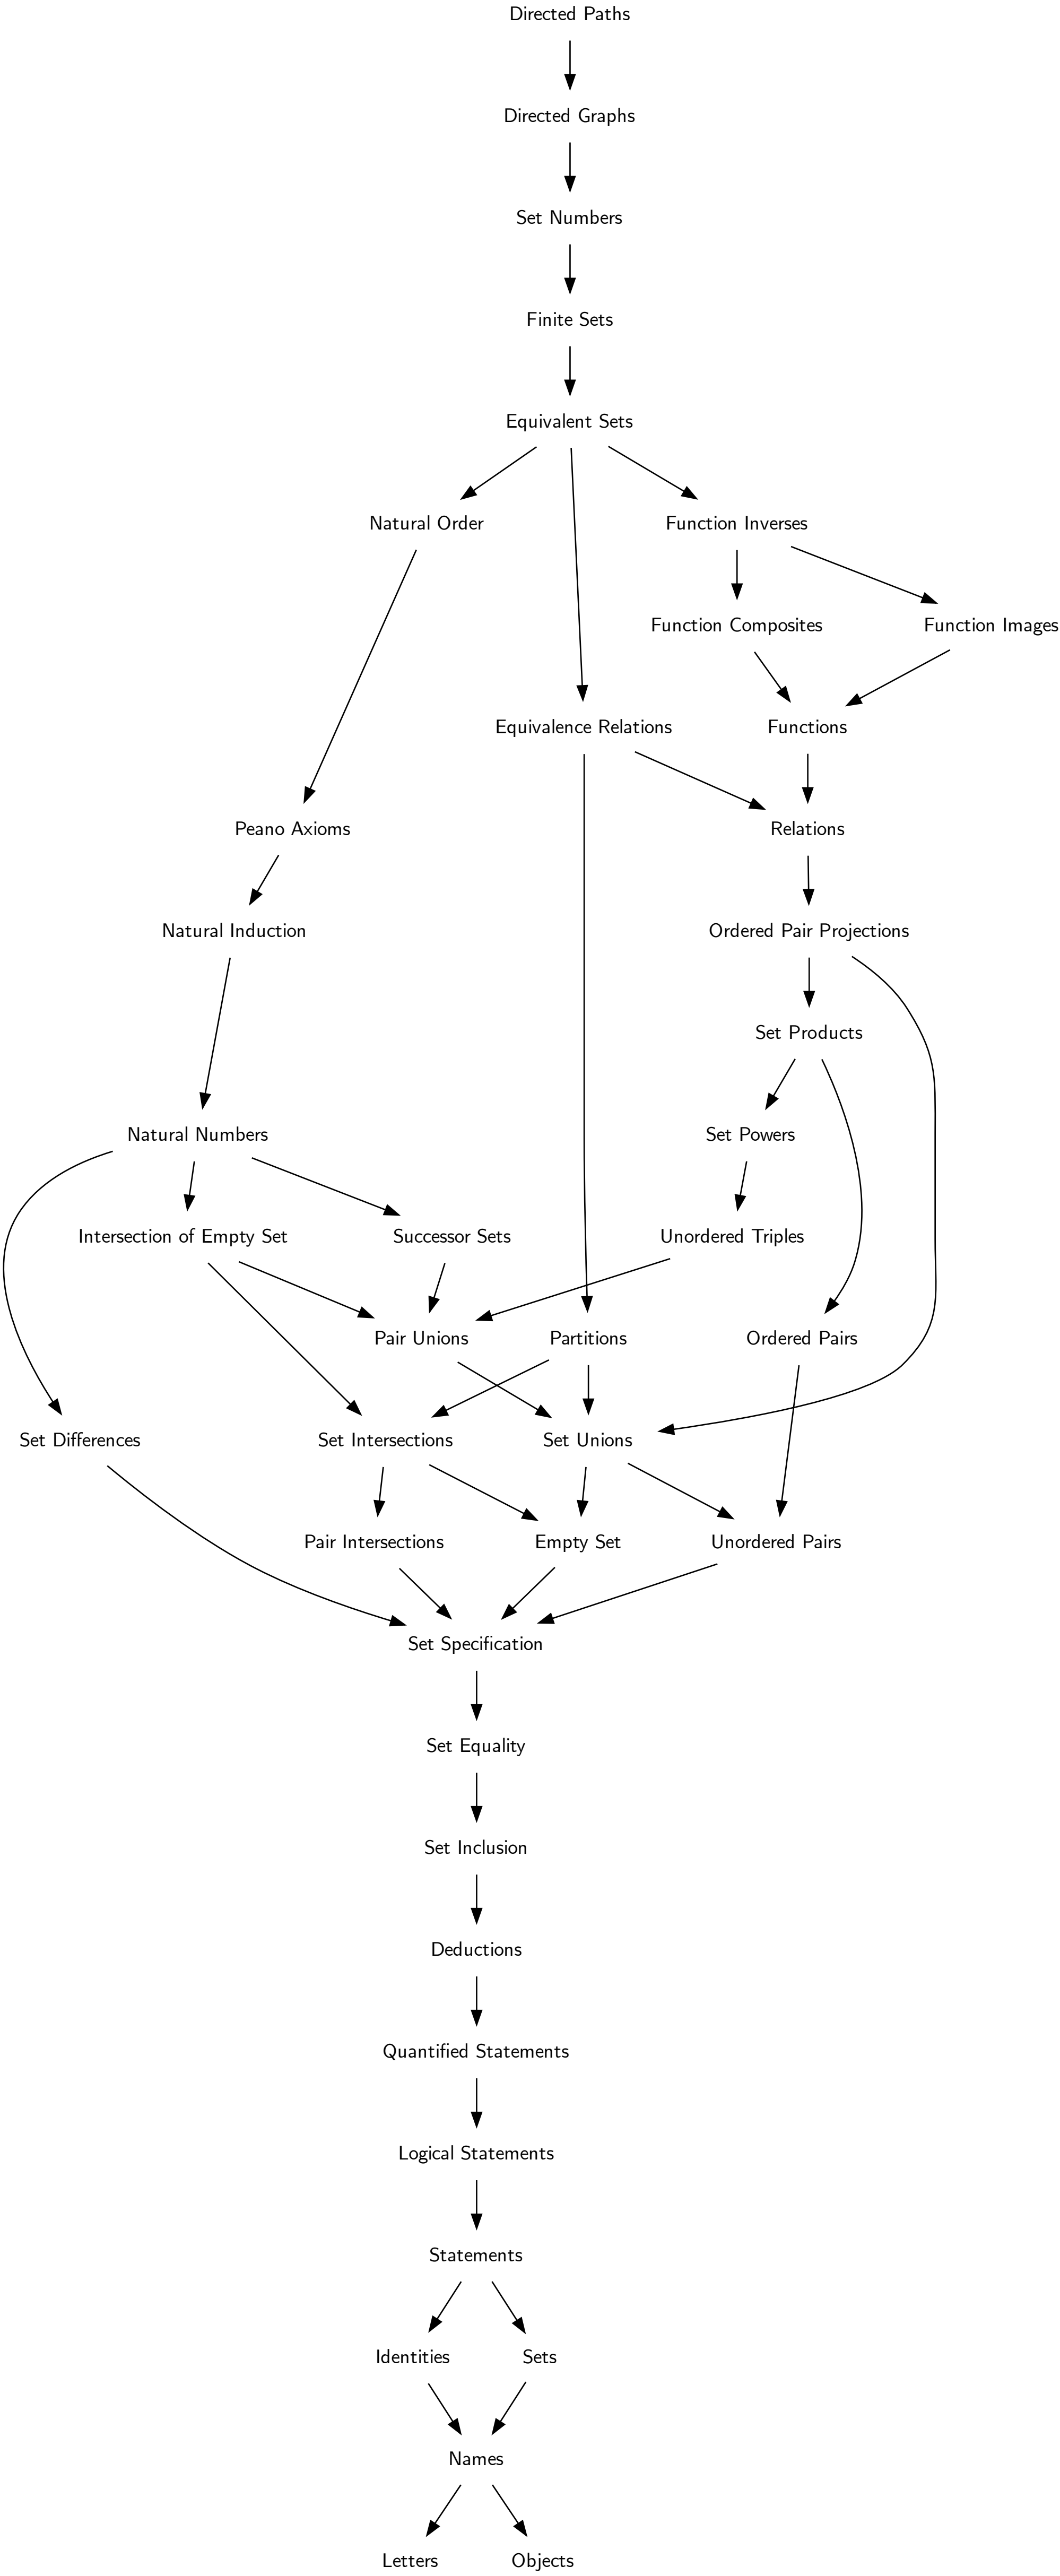 Directed Paths
Directed Graphs
Set Numbers
Finite Sets
Equivalent Sets
Natural Order
Function Inverses
Function Composites
Function Images
Equivalence Relations
Functions
Peano Axioms
Relations
Natural Induction
Ordered Pair Projections
Set Products
Natural Numbers
Set Powers
Intersection of Empty Set
Successor Sets
Unordered Triples
Pair Unions
Partitions
Ordered Pairs
Set Differences
Set Intersections
Set Unions
Pair Intersections
Empty Set
Unordered Pairs
Set Specification
Set Equality
Set Inclusion
Deductions
Quantified Statements
Logical Statements
Statements
Identities
Sets
Names
Letters
Objects